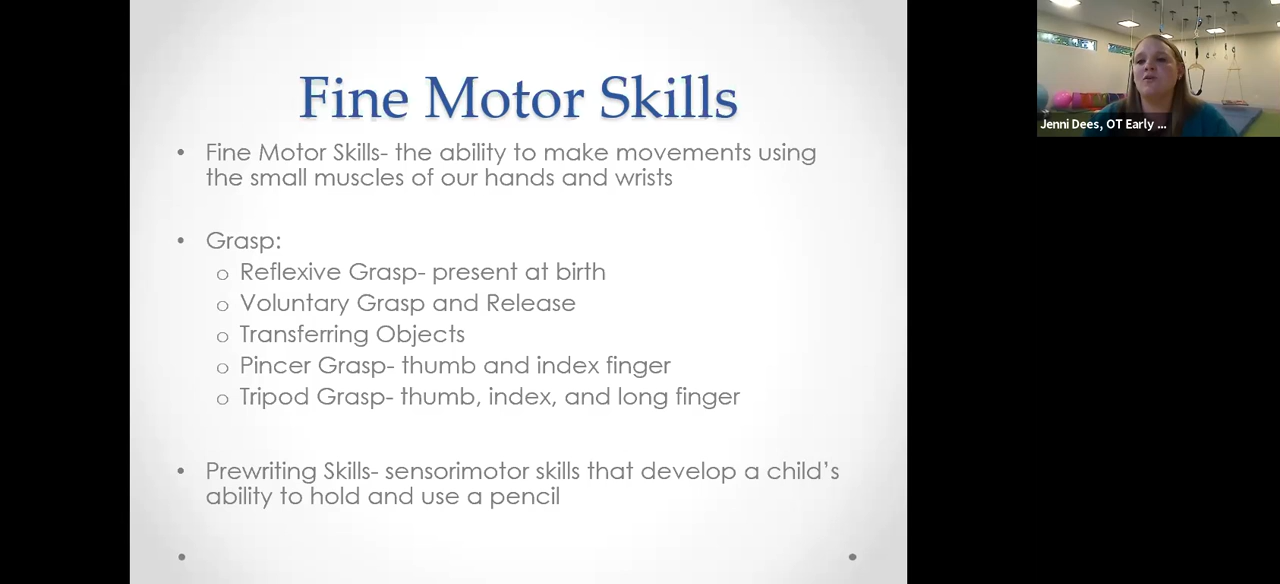 Fine Motor Skills
• Fine Motor Skills- the ability to make movements using
the small muscles of our hands and wrists
• Grasp:
o Reflexive Grasp- present at birth
o Voluntary Grasp and Release
o Transferring Objects
o Pincer Grasp- thumb and index finger
o Tripod Grasp- thumb, index, and long finger
• Prewriting Skills- sensorimotor skills that develop a child’s
ability to hold and use a pencil
Jenni Dees, OT Early ...